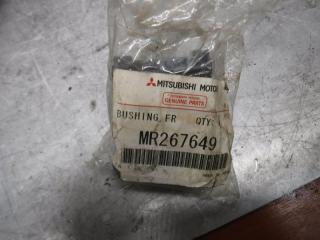 MITSUBISHI MOTOR
GENUINE PARTS
BUSHING,FR QTY:
MR267649